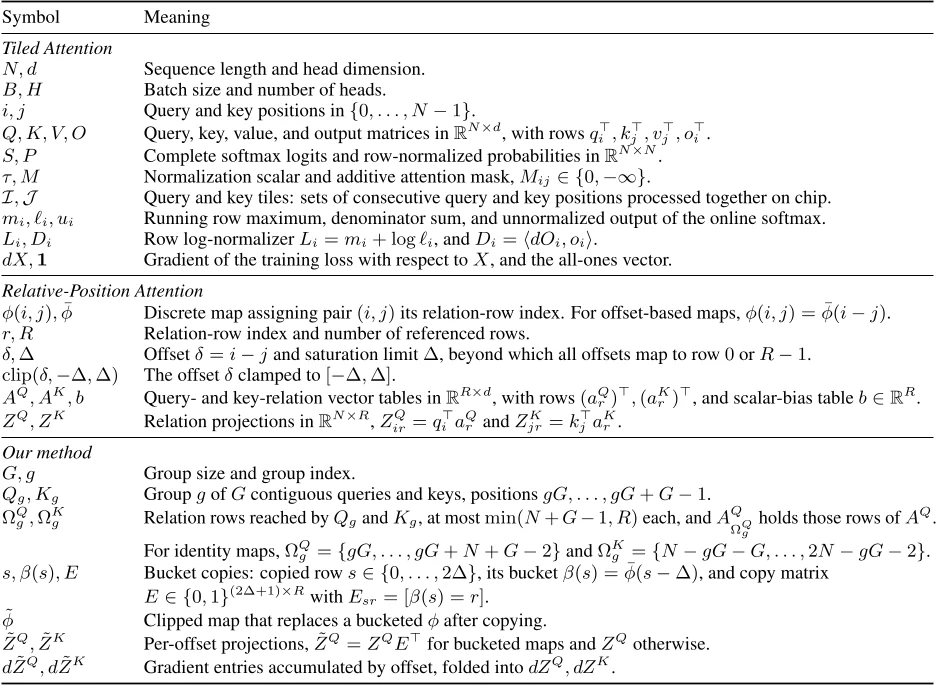 Symbol Meaning
Tiled Attention
N, d Sequence length and head dimension.
B, H Batch size and number of heads.
i, j Query and key positions in {0, . . . , N − 1}.
Q, K, V, O Query, key, value, and output matrices in ℝ^{N×d}, with rows q_i^⊤, k_j^⊤, v_j^⊤, o_i^⊤.
S, P Complete softmax logits and row-normalized probabilities in ℝ^{N×N}.
τ, M Normalization scalar and additive attention mask, M_{ij} ∈ {0, −∞}.
ℐ, 𝒥 Query and key tiles: sets of consecutive query and key positions processed together on chip.
m_i, ℓ_i, u_i Running row maximum, denominator sum, and unnormalized output of the online softmax.
L_i, D_i Row log-normalizer L_i = m_i + log ℓ_i, and D_i = ⟨dO_i, o_i⟩.
dX, 𝟏 Gradient of the training loss with respect to X, and the all-ones vector.
Relative-Position Attention
ϕ(i, j), ϕ̄ Discrete map assigning pair (i, j) its relation-row index. For offset-based maps, ϕ(i, j) = ϕ̄(i − j).
r, R Relation-row index and number of referenced rows.
δ, Δ Offset δ = i − j and saturation limit Δ, beyond which all offsets map to row 0 or R − 1.
clip(δ, −Δ, Δ) The offset δ clamped to [−Δ, Δ].
A^Q, A^K, b Query- and key-relation vector tables in ℝ^{R×d}, with rows (a_r^Q)^⊤, (a_r^K)^⊤, and scalar-bias table b ∈ ℝ^R.
Z^Q, Z^K Relation projections in ℝ^{N×R}, Z_{ir}^Q = q_i^⊤ a_r^Q and Z_{jr}^K = k_j^⊤ a_r^K.
Our method
G, g Group size and group index.
Q_g, K_g Group g of G contiguous queries and keys, positions gG, . . . , gG + G − 1.
Ω_g^Q, Ω_g^K Relation rows reached by Q_g and K_g, at most min(N + G − 1, R) each, and A^Q_{Ω_g^Q} holds those rows of A^Q.
For identity maps, Ω_g^Q = {gG, . . . , gG + N + G − 2} and Ω_g^K = {N − gG − G, . . . , 2N − gG − 2}.
s, β(s), E Bucket copies: copied row s ∈ {0, . . . , 2Δ}, its bucket β(s) = ϕ̄(s − Δ), and copy matrix
E ∈ {0, 1}^{(2Δ+1)×R} with E_{sr} = [β(s) = r].
ϕ̃ Clipped map that replaces a bucketed ϕ after copying.
Z̃^Q, Z̃^K Per-offset projections, Z̃^Q = Z^Q E^⊤ for bucketed maps and Z^Q otherwise.
dZ̃^Q, dZ̃^K Gradient entries accumulated by offset, folded into dZ^Q, dZ^K.